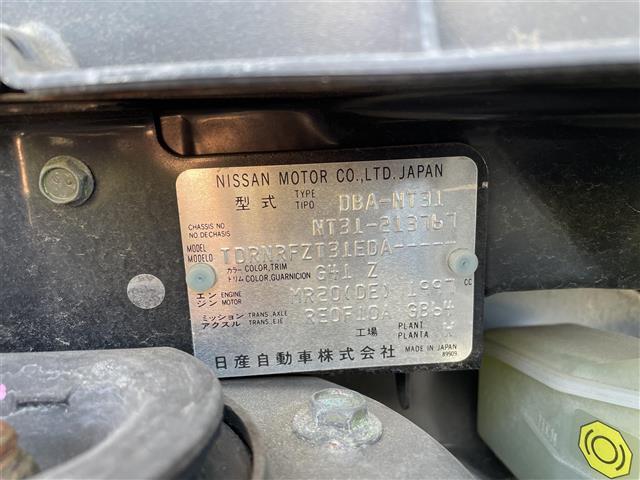 NISSAN MOTOR CO.,LTD. JAPAN
型式 TYPE TIPO DBA-NT31
CHASSIS NO. NO.DECHASIS NT31-213767
MODEL MODELO TDRNRFZT31EDA-----
カラー COLOR,TRIM トリム COLOR,GUARNICION G41 Z
エンジン ENGINE MOTOR MR20(DE) 1997 CC
ミッション アクスル TRANS.AXLE TRANS.EJE RE0F10A GB64
工場 PLANT PLANTA
日産自動車株式会社 MADE IN JAPAN
89909